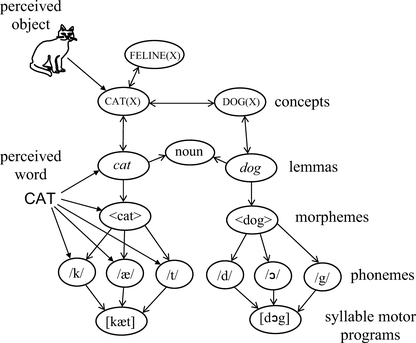 perceived
object
FELINE(X)
CAT(X)
DOG(X)
concepts
perceived
word
CAT
cat
noun
dog
lemmas
<cat>
<dog>
morphemes
/k/
/æ/
/t/
/d/
/ɔ/
/g/
phonemes
[kæt]
[dɔg]
syllable motor
programs